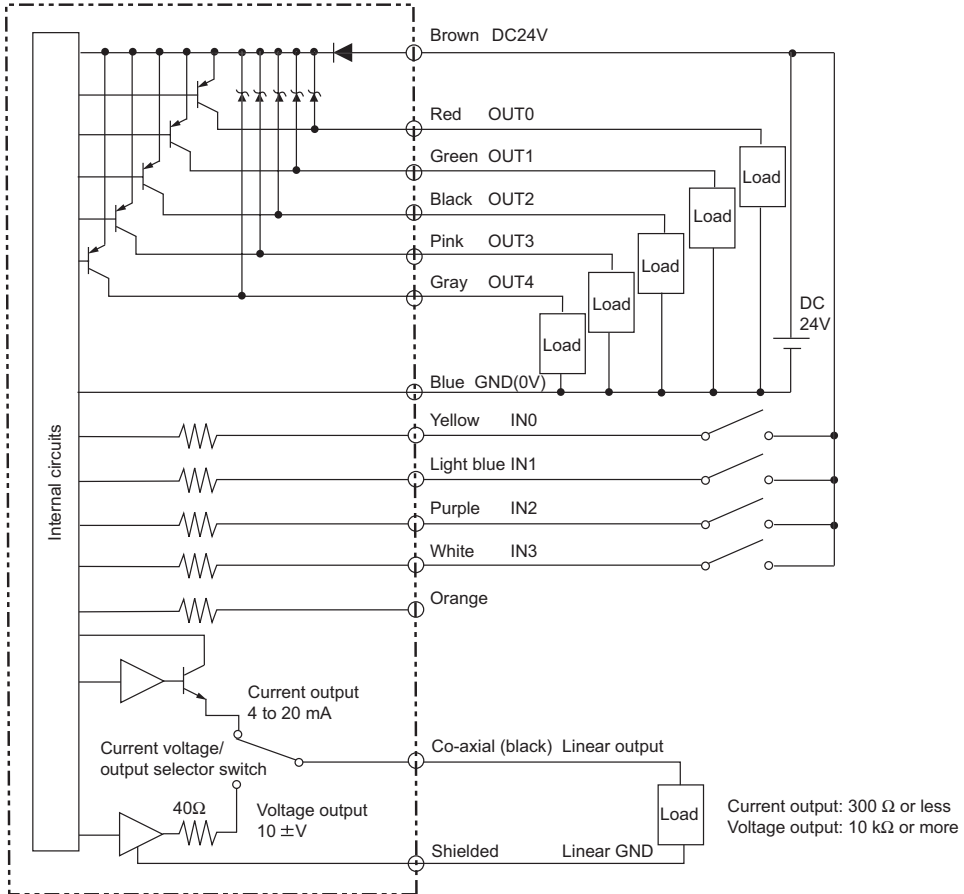 Brown DC24V
Red OUT0
Green OUT1
Load
Black OUT2
Load
Pink OUT3
Load
Gray OUT4
Load
DC
24V
Load
Blue GND(0V)
Yellow IN0
Internal circuits
Light blue IN1
Purple IN2
White IN3
Orange
Current output
4 to 20 mA
Current voltage/
output selector switch
Co-axial (black) Linear output
40Ω
Voltage output
10 ±V
Load
Current output: 300 Ω or less
Voltage output: 10 kΩ or more
Shielded Linear GND